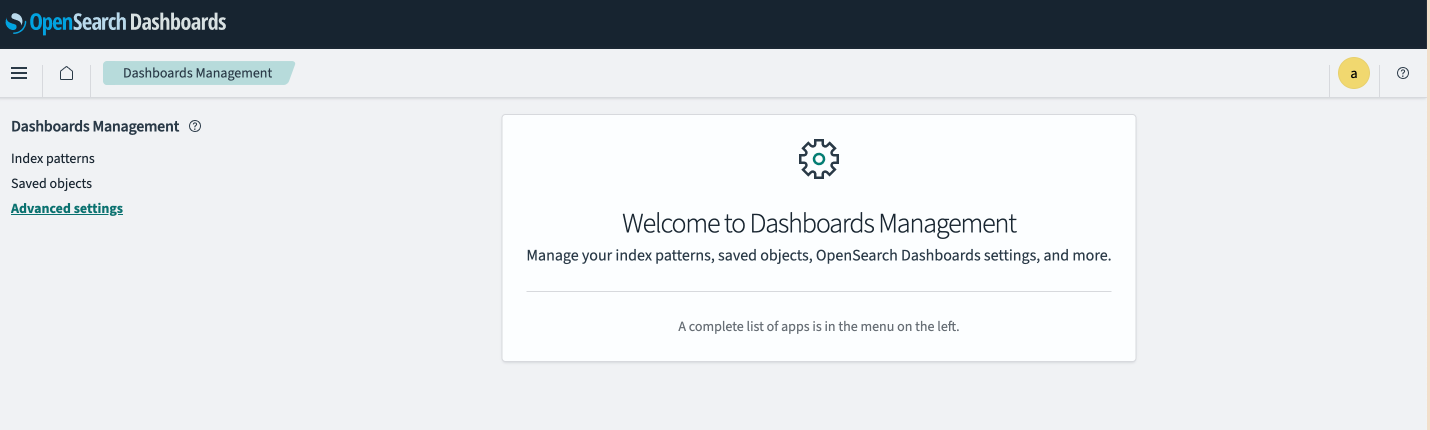 OpenSearch Dashboards
Dashboards Management
a
Dashboards Management
Index patterns
Saved objects
Advanced settings
Welcome to Dashboards Management
Manage your index patterns, saved objects, OpenSearch Dashboards settings, and more.
A complete list of apps is in the menu on the left.